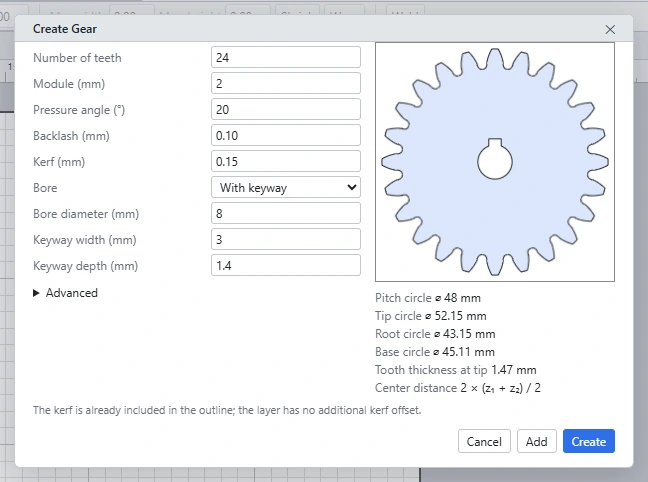 Create Gear
Number of teeth 24
Module (mm) 2
Pressure angle (°) 20
Backlash (mm) 0.10
Kerf (mm) 0.15
Bore With keyway
Bore diameter (mm) 8
Keyway width (mm) 3
Keyway depth (mm) 1.4
Advanced
Pitch circle ⌀ 48 mm
Tip circle ⌀ 52.15 mm
Root circle ⌀ 43.15 mm
Base circle ⌀ 45.11 mm
Tooth thickness at tip 1.47 mm
Center distance 2 × (z₁ + z₂) / 2
The kerf is already included in the outline; the layer has no additional kerf offset.
Cancel Add Create